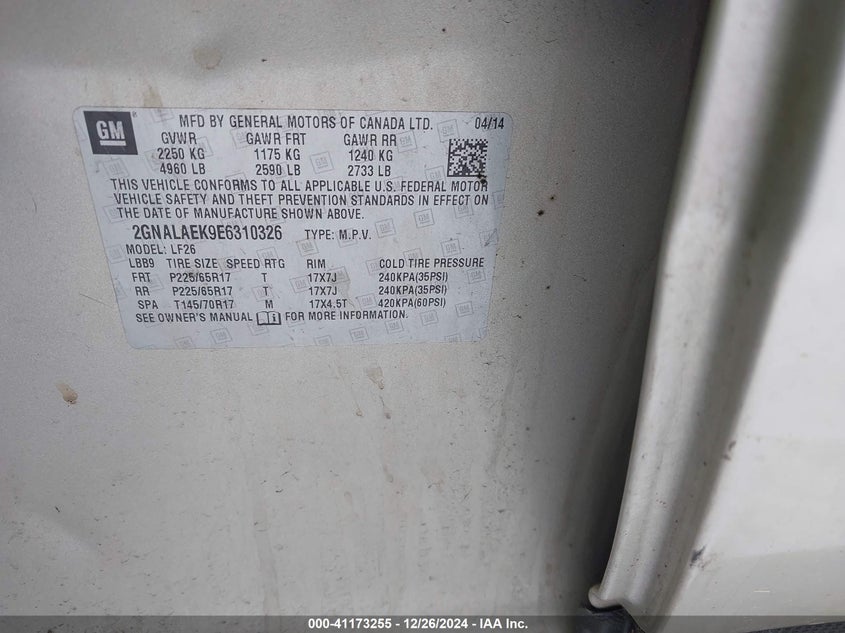 GM
MFD BY GENERAL MOTORS OF CANADA LTD. 04/14
GVWR GAWR FRT GAWR RR
2250 KG 1175 KG 1240 KG
4960 LB 2590 LB 2733 LB
THIS VEHICLE CONFORMS TO ALL APPLICABLE U.S. FEDERAL MOTOR
VEHICLE SAFETY AND THEFT PREVENTION STANDARDS IN EFFECT ON
THE DATE OF MANUFACTURE SHOWN ABOVE.
2GNALAEK9E6310326 TYPE: M.P.V.
MODEL: LF26
LBB9 TIRE SIZE SPEED RTG RIM COLD TIRE PRESSURE
FRT P225/65R17 T 17X7J 240KPA(35PSI)
RR P225/65R17 T 17X7J 240KPA(35PSI)
SPA T145/70R17 M 17X4.5T 420KPA(60PSI)
SEE OWNER'S MANUAL FOR MORE INFORMATION.
000-41173255 - 12/26/2024 - IAA Inc.